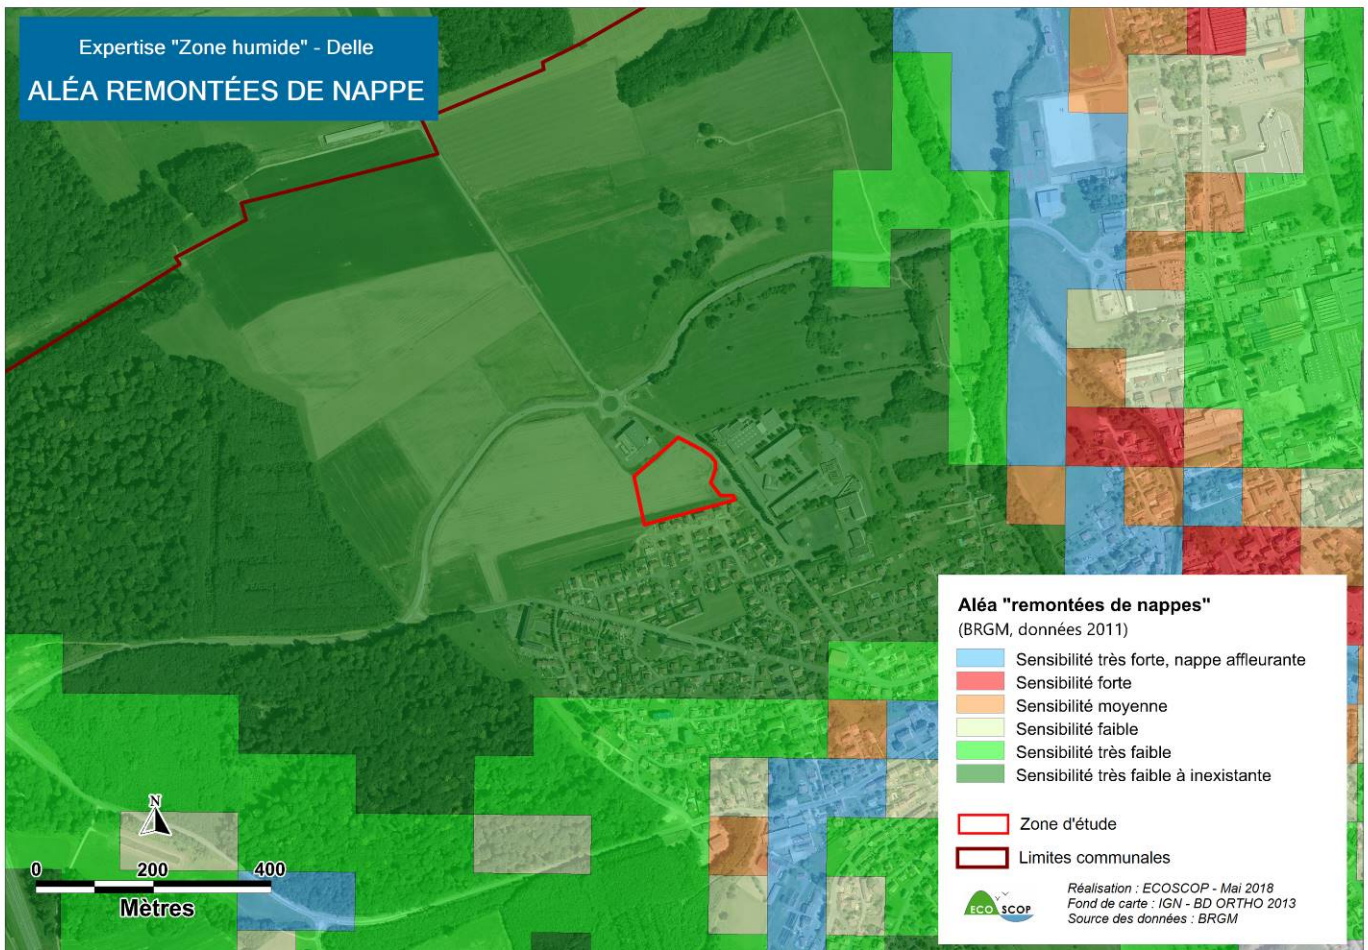 Expertise "Zone humide" - Delle
ALÉA REMONTÉES DE NAPPE
Aléa "remontées de nappes"
(BRGM, données 2011)
Sensibilité très forte, nappe affleurante
Sensibilité forte
Sensibilité moyenne
Sensibilité faible
Sensibilité très faible
Sensibilité très faible à inexistante
Zone d'étude
Limites communales
ECO SCOP
Réalisation : ECOSCOP - Mai 2018
Fond de carte : IGN - BD ORTHO 2013
Source des données : BRGM
N
0 200 400
Mètres